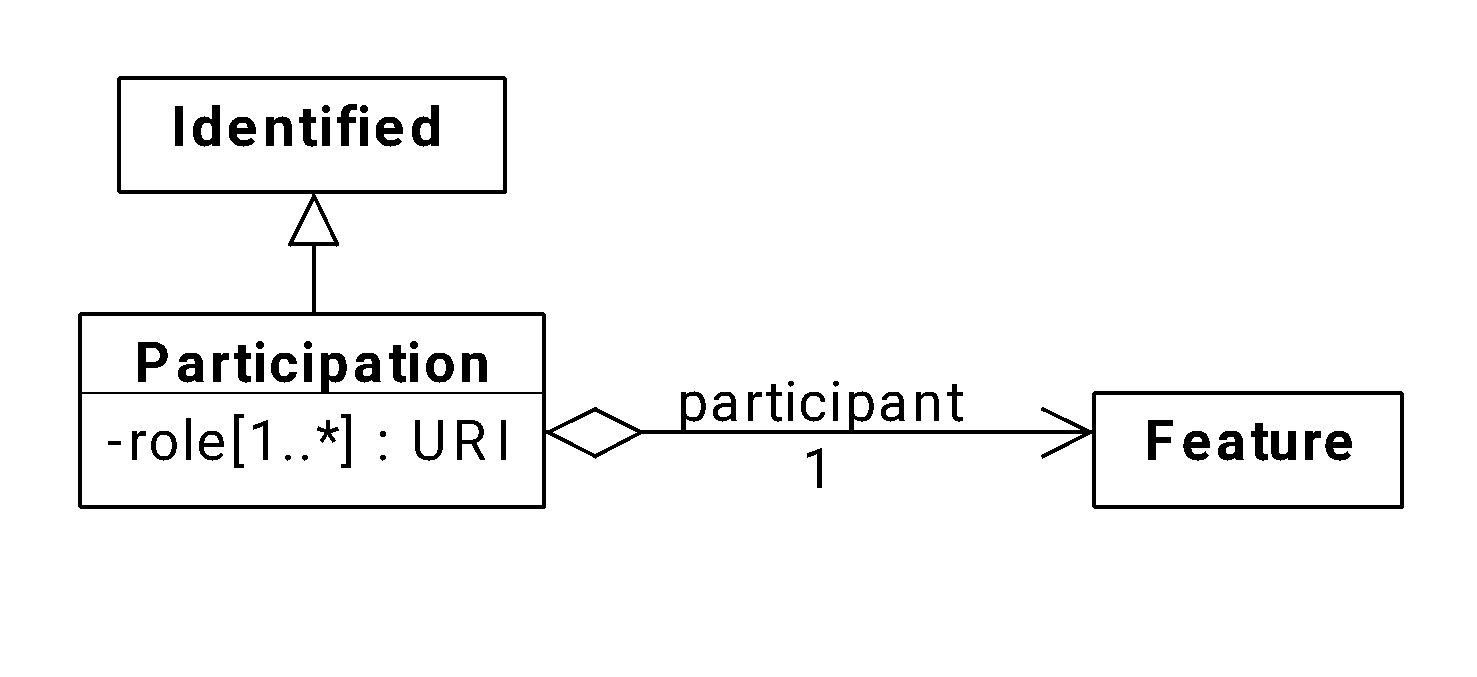 Identified
Participation
-role[1..*] : URI
participant
1
Feature